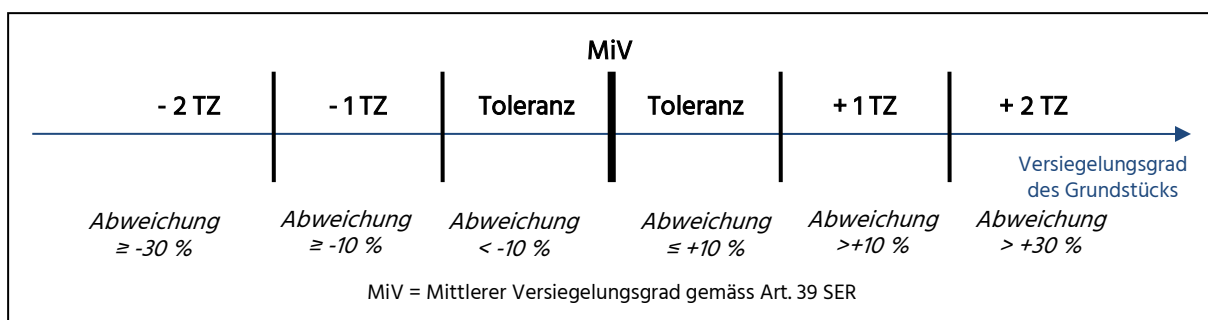 MiV
- 2 TZ
- 1 TZ
Toleranz
Toleranz
+ 1 TZ
+ 2 TZ
Versiegelungsgrad
des Grundstücks
Abweichung
≥ -30 %
Abweichung
≥ -10 %
Abweichung
< -10 %
Abweichung
≤ +10 %
Abweichung
>+10 %
Abweichung
> +30 %
MiV = Mittlerer Versiegelungsgrad gemäss Art. 39 SER